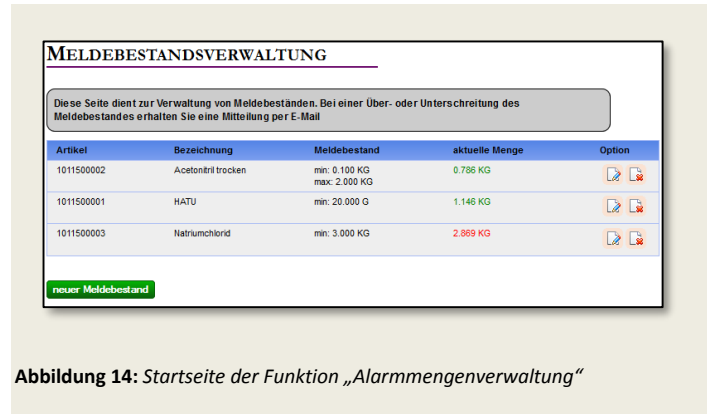 MELDEBESTANDSVERWALTUNG
Diese Seite dient zur Verwaltung von Meldebeständen. Bei einer Über- oder Unterschreitung des
Meldebestandes erhalten Sie eine Mitteilung per E-Mail
Artikel Bezeichnung Meldebestand aktuelle Menge Option
1011500002 Acetonitril trocken min: 0.100 KG 0.786 KG
max: 2.000 KG
1011500001 HATU min: 20.000 G 1.146 KG
1011500003 Natriumchlorid min: 3.000 KG 2.869 KG
neuer Meldebestand
Abbildung 14: Startseite der Funktion „Alarmmengenverwaltung“